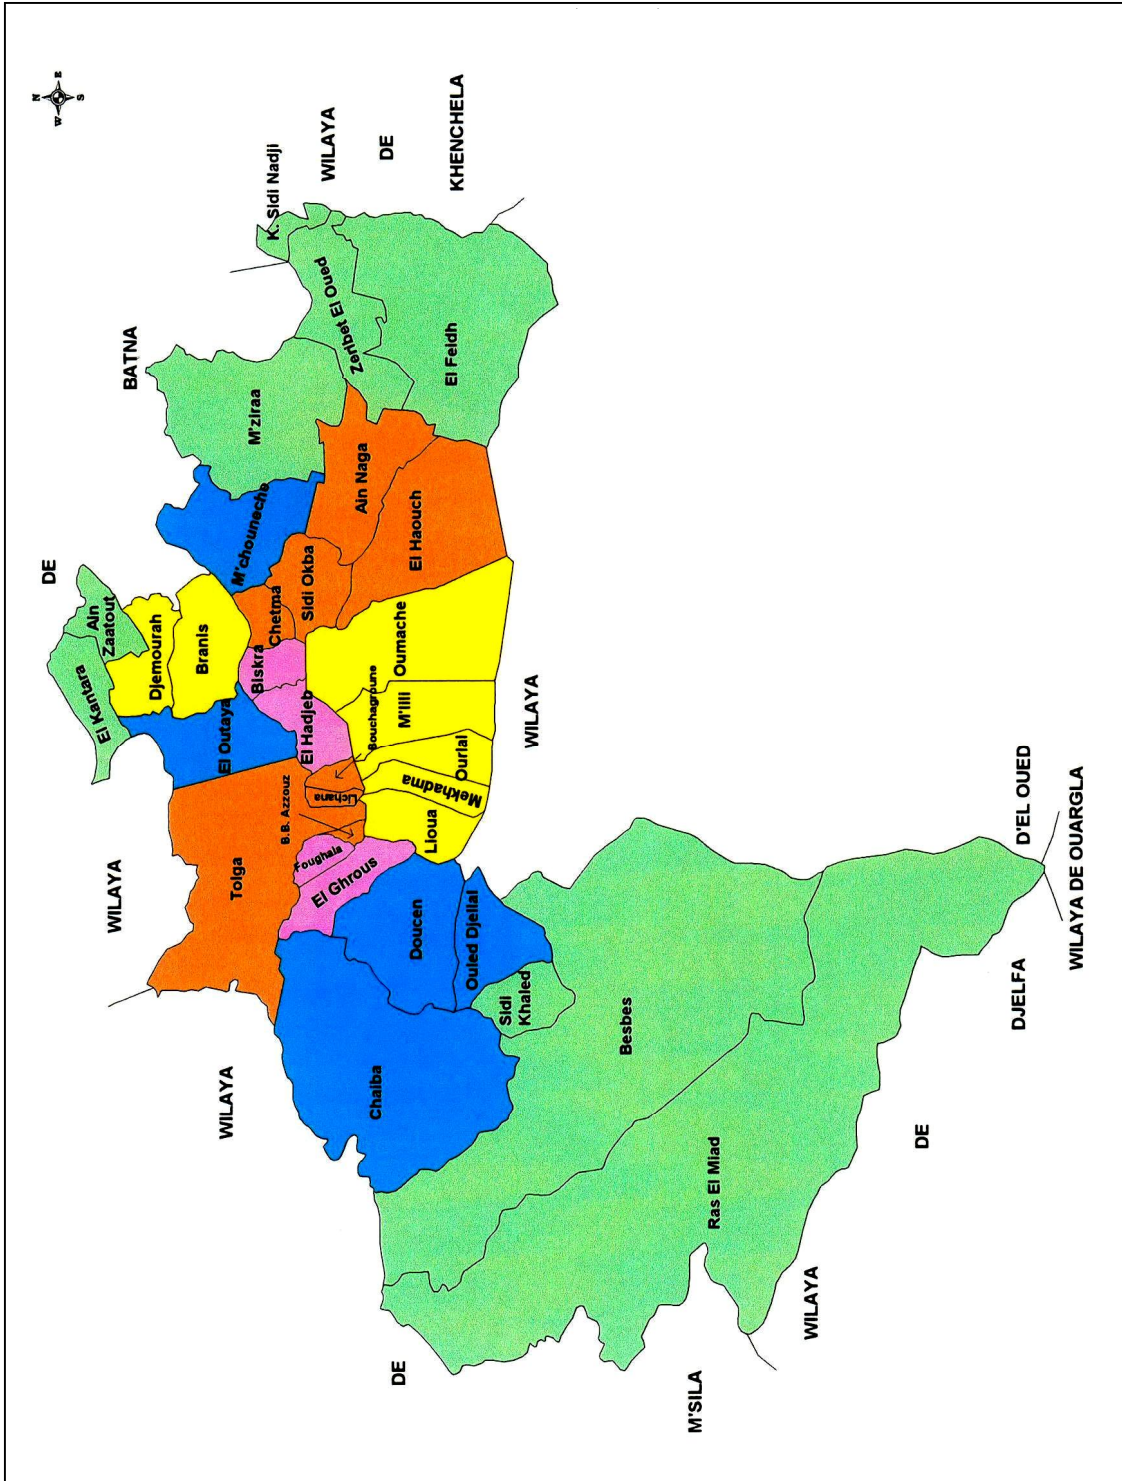 N
E
S
W
K. Sidi Nadji
WILAYA
DE
KHENCHELA
BATNA
Zeribet El Oued
El Feidh
M'ziraa
Ain Naga
El Haouch
M'chouneche
DE
Ain
Zaatout
Djemourah
Branis
Chetma
Sidi Okba
El Kantara
Biskra
Oumache
El Outaya
El Hadjeb
Bouchagroune
M'lili
WILAYA
Ourlal
Mekhadma
Lichana
B.B. Azzouz
Lioua
WILAYA
Tolga
Foughala
El Ghrous
Doucen
Ouled Djellal
D'EL OUED
WILAYA DE OUARGLA
Sidi
Khaled
Besbes
DJELFA
WILAYA
Chaiba
DE
Ras El Miad
WILAYA
DE
M'SILA